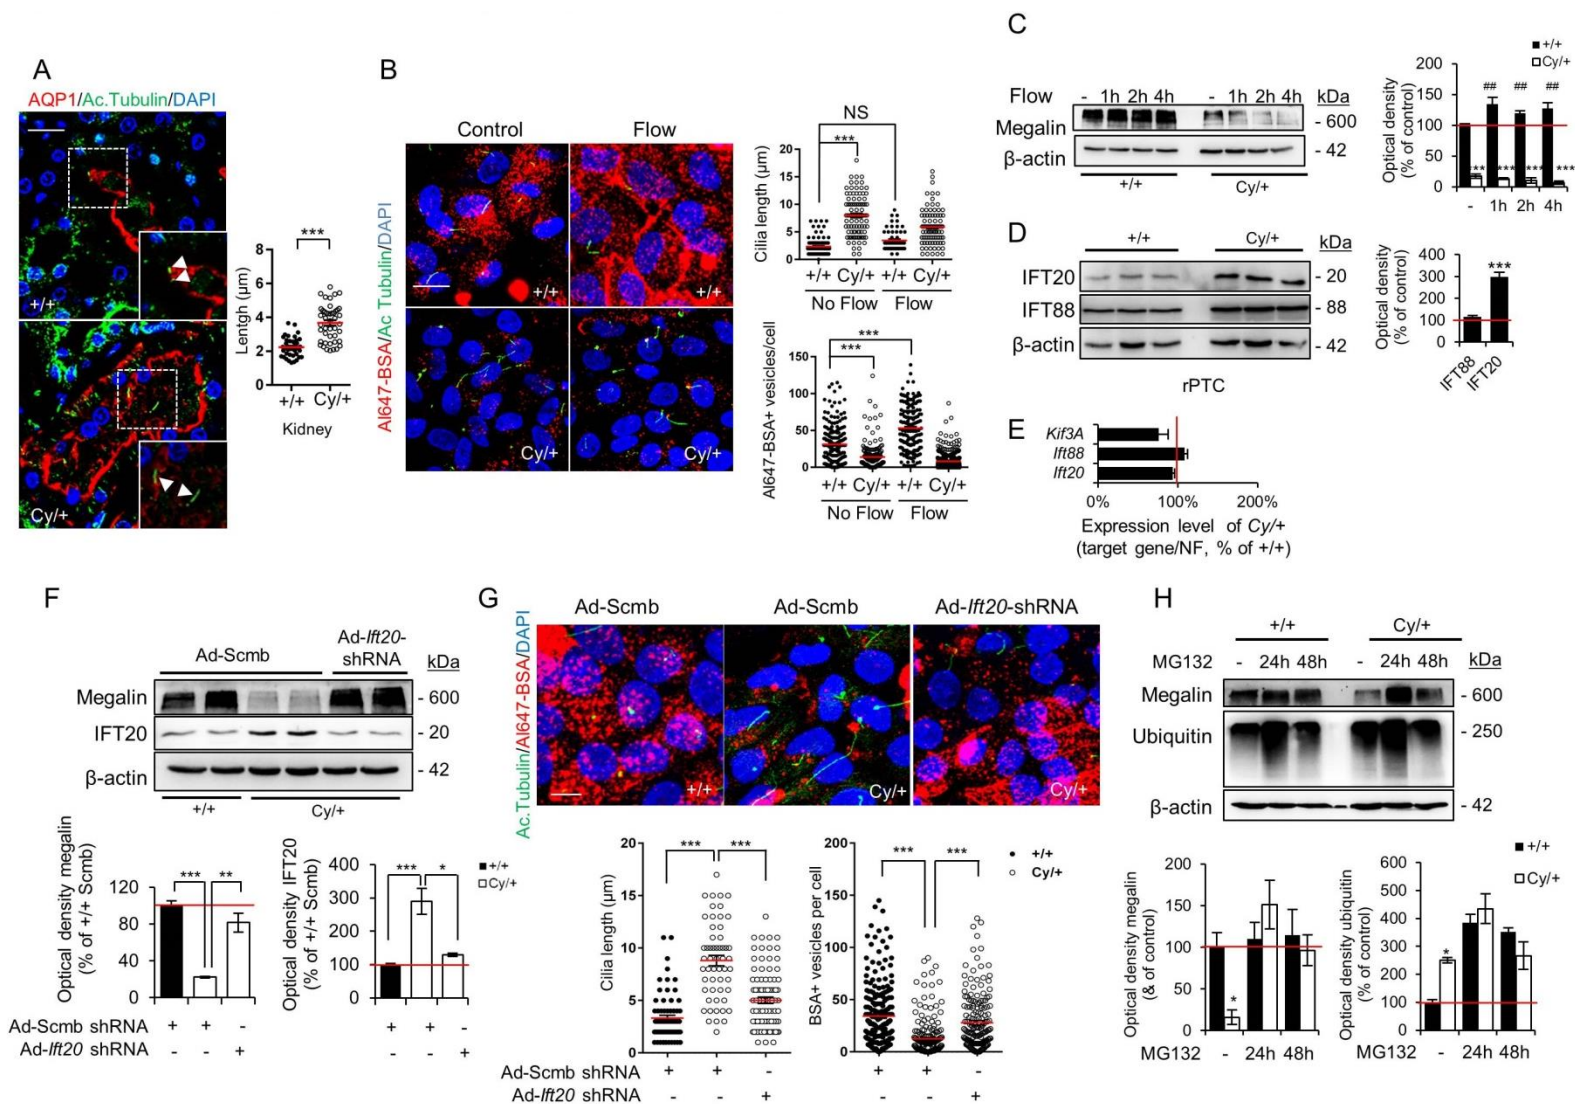 A
AQP1/Ac.Tubulin/DAPI
+/+
Cy/+
Lentgh (µm)
8
6
4
2
0
***
+/+ Cy/+
Kidney
B
Control Flow
Al647-BSA/Ac Tubulin/DAPI
+/+ +/+
Cy/+ Cy/+
NS
***
Cilia length (µm)
20
15
10
5
0
+/+ Cy/+ +/+ Cy/+
No Flow Flow
***
***
Al647-BSA+ vesicles/cell
150
100
50
0
+/+ Cy/+ +/+ Cy/+
No Flow Flow
C
Flow - 1h 2h 4h - 1h 2h 4h kDa
Megalin - 600
β-actin - 42
+/+ Cy/+
+/+
Cy/+
Optical density
(% of control)
200
150
100
50
0
## ## ##
*** *** *** ***
- 1h 2h 4h
D
+/+ Cy/+ kDa
IFT20 - 20
IFT88 - 88
β-actin - 42
rPTC
Optical density
(% of control)
400
300
200
100
0
***
IFT88
IFT20
E
Kif3A
Ift88
Ift20
0% 100% 200%
Expression level of Cy/+
(target gene/NF, % of +/+)
F
Ad-Scmb Ad-Ift20-
shRNA kDa
Megalin - 600
IFT20 - 20
β-actin - 42
+/+ Cy/+
Optical density megalin
(% of +/+ Scmb)
120
80
40
0
*** **
Optical density IFT20
(% of +/+ Scmb)
400
300
200
100
0
*** *
+/+
Cy/+
Ad-Scmb shRNA + + - + + -
Ad-Ift20 shRNA - - + - - +
G
Ad-Scmb Ad-Scmb Ad-Ift20-shRNA
Ac.Tubulin/Al647-BSA/DAPI
+/+ Cy/+ Cy/+
Cilia length (µm)
20
15
10
5
0
*** ***
BSA+ vesicles per cell
200
150
100
50
0
*** ***
+/+
Cy/+
Ad-Scmb shRNA + + - + + -
Ad-Ift20 shRNA - - + - - +
H
+/+ Cy/+
MG132 - 24h 48h - 24h 48h kDa
Megalin - 600
Ubiquitin - 250
β-actin - 42
Optical density megalin
(& of control)
200
150
100
50
0
*
MG132 - 24h 48h
Optical density ubiquitin
(% of control)
600
500
400
300
200
100
0
*
+/+
Cy/+
MG132 - 24h 48h